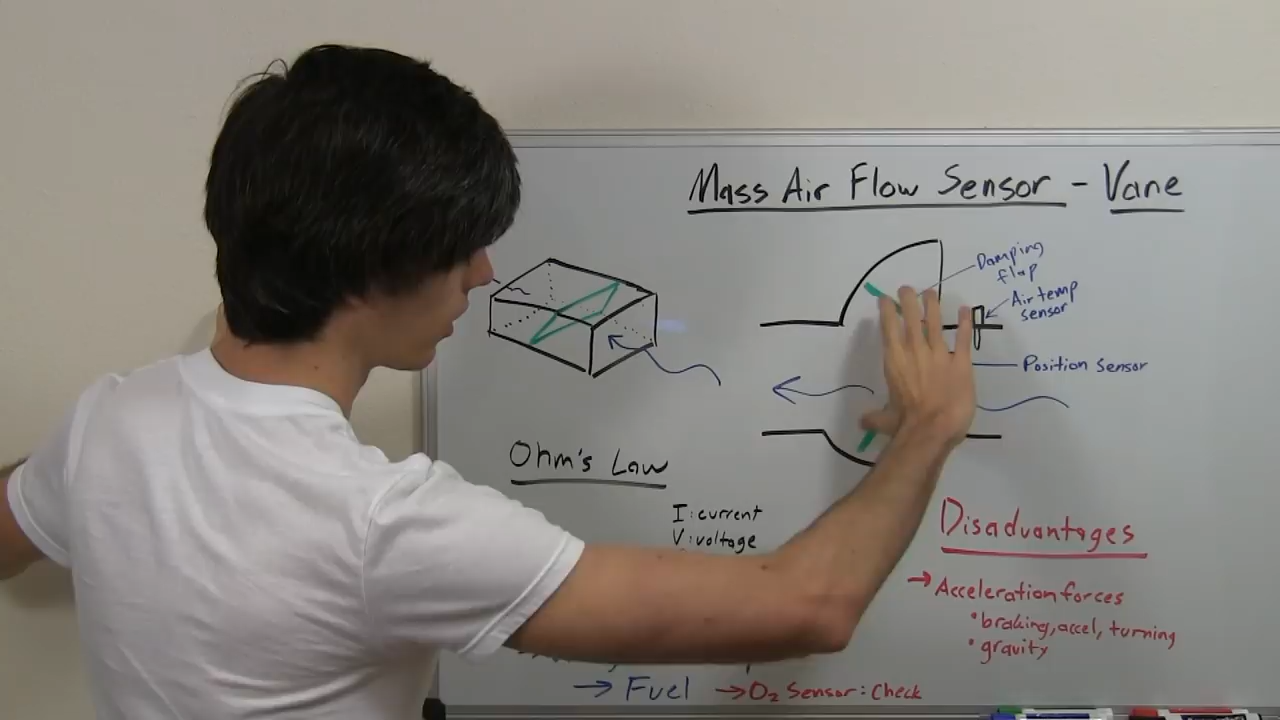 Mass Air Flow Sensor - Vane
Damping
flap
Air temp
sensor
Position sensor
Ohm's Law
I: current
V: voltage
Disadvantages
→ Acceleration forces
• braking, accel, turning
• gravity
→ Fuel → O2 Sensor: Check